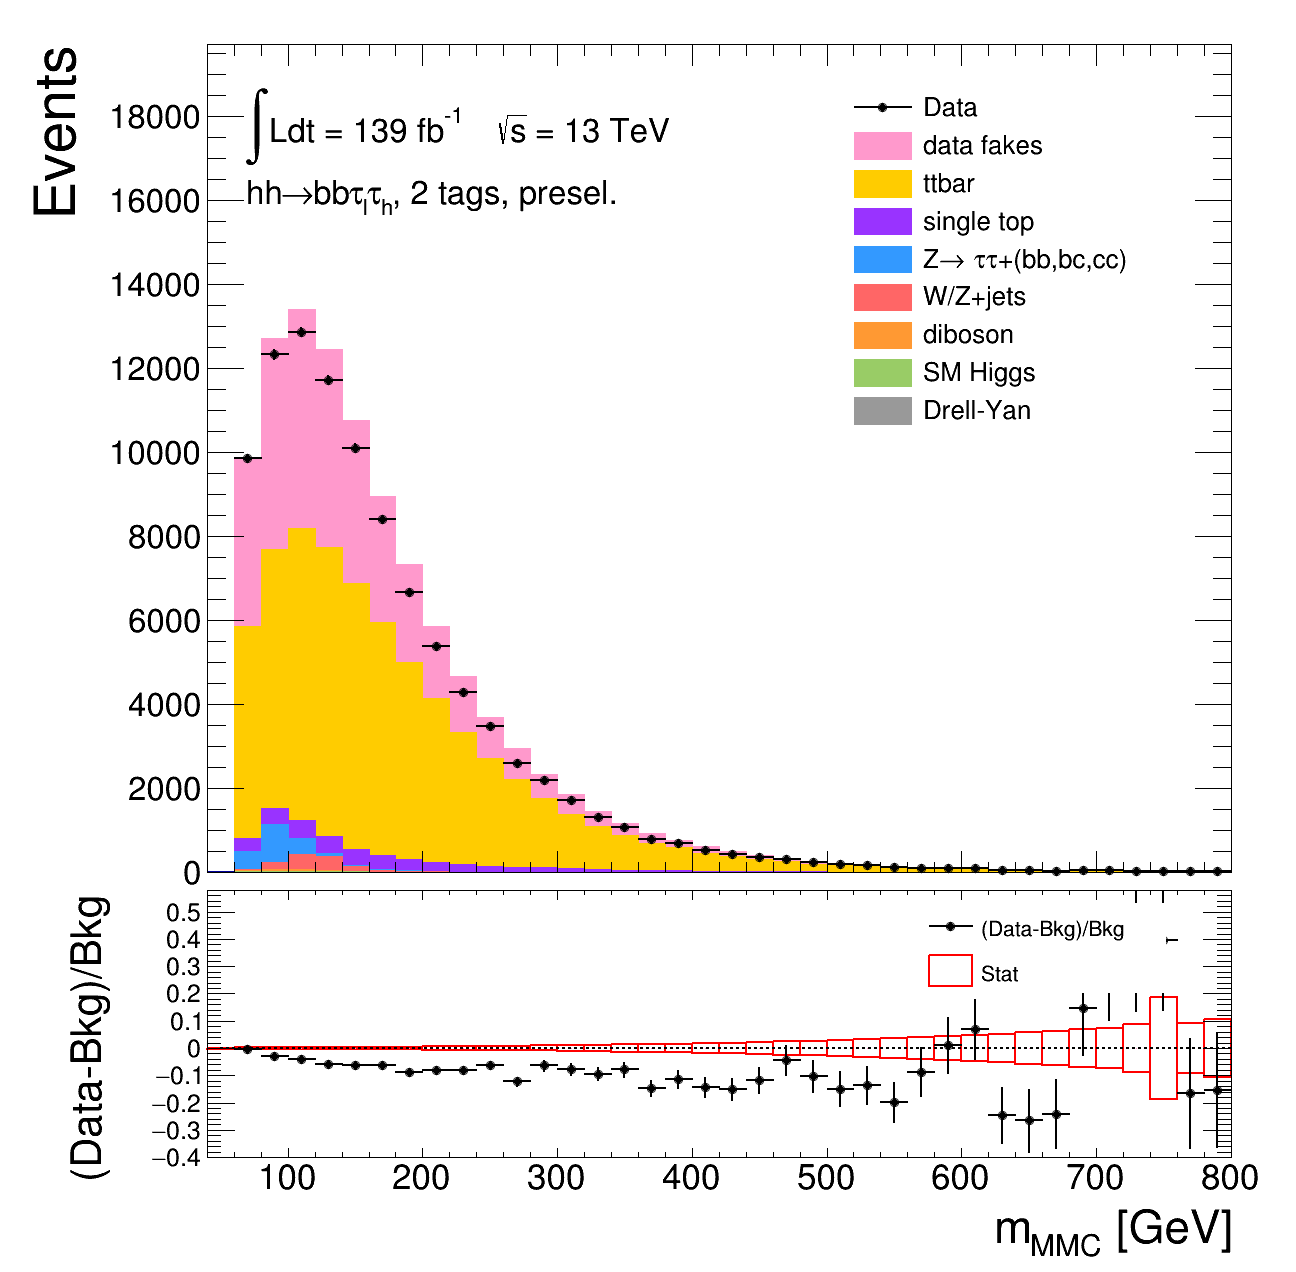 Events
18000
16000
14000
12000
10000
8000
6000
4000
2000
0
∫Ldt = 139 fb⁻¹ √s = 13 TeV
hh→bbτₗτₕ, 2 tags, presel.
Data
data fakes
ttbar
single top
Z→ ττ+(bb,bc,cc)
W/Z+jets
diboson
SM Higgs
Drell-Yan
(Data-Bkg)/Bkg
0.5
0.4
0.3
0.2
0.1
0
−0.1
−0.2
−0.3
−0.4
(Data-Bkg)/Bkg
Stat
100 200 300 400 500 600 700 800
m_MMC [GeV]